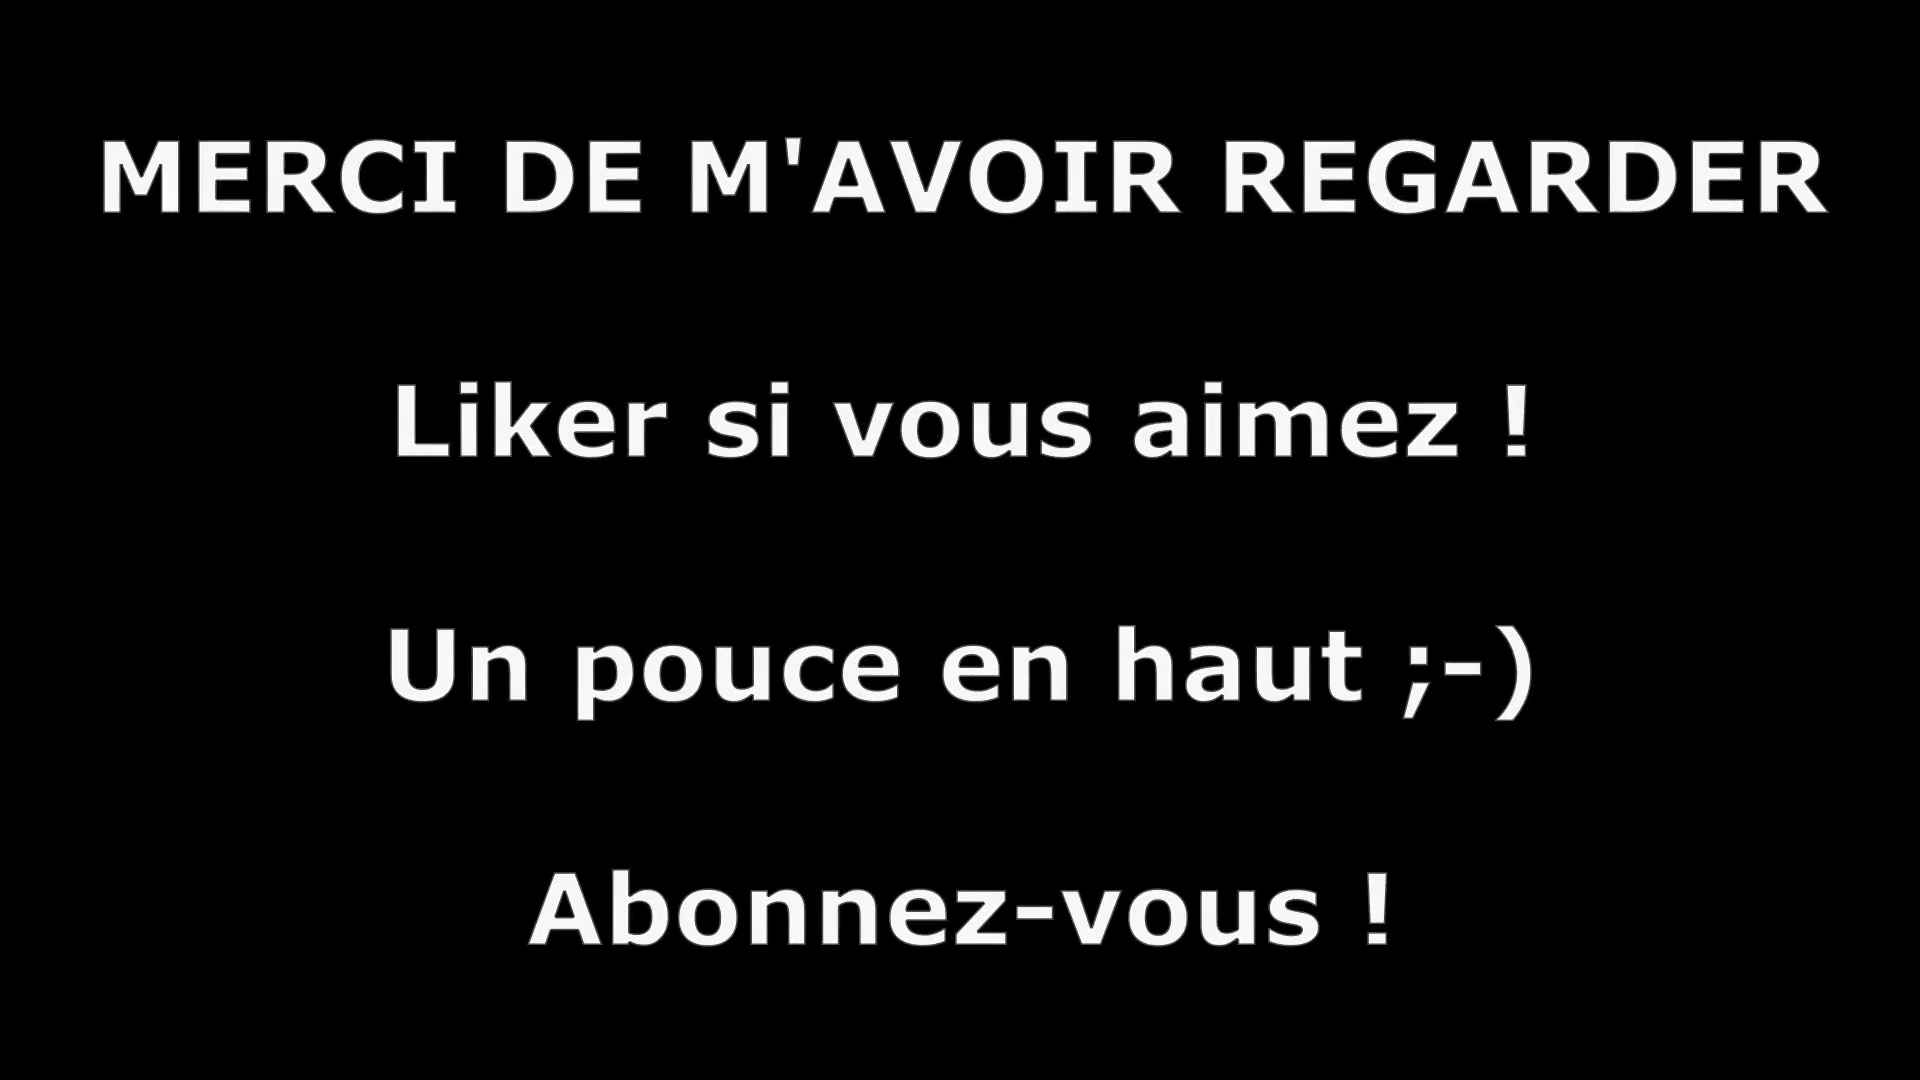 MERCI DE M'AVOIR REGARDER
Liker si vous aimez !
Un pouce en haut ;-)
Abonnez-vous !